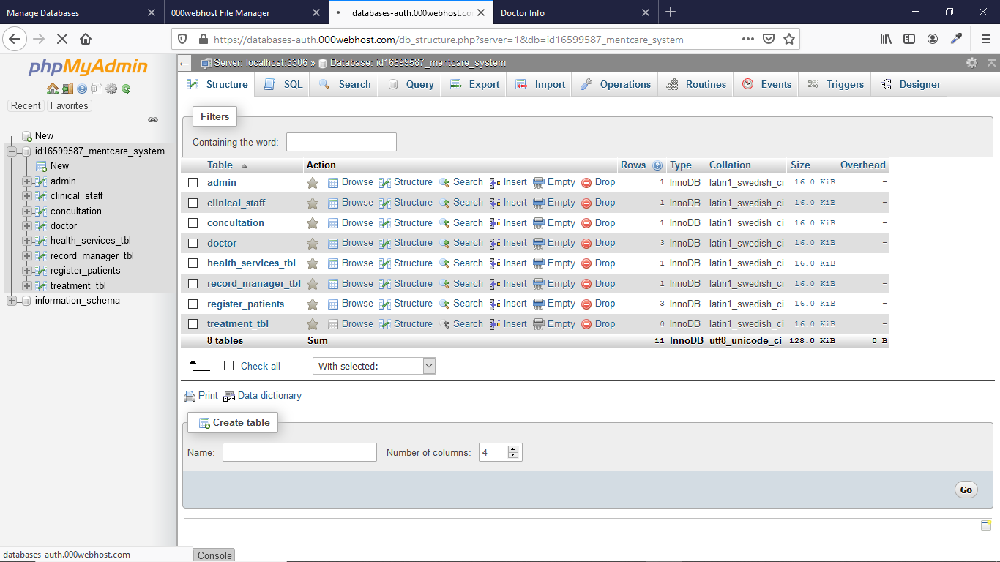 Manage Databases
000webhost File Manager
databases-auth.000webhost.co
Doctor Info
https://databases-auth.000webhost.com/db_structure.php?server=1&db=id16599587_mentcare_system
phpMyAdmin
Recent Favorites
New
id16599587_mentcare_system
New
admin
clinical_staff
concultation
doctor
health_services_tbl
record_manager_tbl
register_patients
treatment_tbl
information_schema
Server: localhost:3306 » Database: id16599587_mentcare_system
Structure SQL Search Query Export Import Operations Routines Events Triggers Designer
Filters
Containing the word:
Table Action Rows Type Collation Size Overhead
admin Browse Structure Search Insert Empty Drop 1 InnoDB latin1_swedish_ci 16.0 KiB -
clinical_staff Browse Structure Search Insert Empty Drop 1 InnoDB latin1_swedish_ci 16.0 KiB -
concultation Browse Structure Search Insert Empty Drop 1 InnoDB latin1_swedish_ci 16.0 KiB -
doctor Browse Structure Search Insert Empty Drop 3 InnoDB latin1_swedish_ci 16.0 KiB -
health_services_tbl Browse Structure Search Insert Empty Drop 1 InnoDB latin1_swedish_ci 16.0 KiB -
record_manager_tbl Browse Structure Search Insert Empty Drop 1 InnoDB latin1_swedish_ci 16.0 KiB -
register_patients Browse Structure Search Insert Empty Drop 3 InnoDB latin1_swedish_ci 16.0 KiB -
treatment_tbl Browse Structure Search Insert Empty Drop 0 InnoDB latin1_swedish_ci 16.0 KiB -
8 tables Sum 11 InnoDB utf8_unicode_ci 128.0 KiB 0 B
Check all With selected:
Print Data dictionary
Create table
Name: Number of columns: 4
Go
databases-auth.000webhost.com
Console